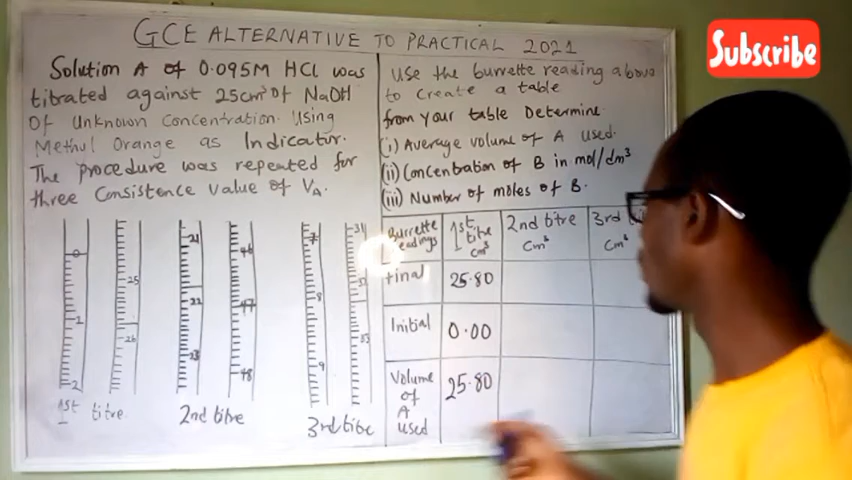 GCE ALTERNATIVE TO PRACTICAL 2021
Subscribe
Solution A of 0.095M HCl was
titrated against 25cm³ of NaOH
Of Unknown Concentration. Using
Methul Orange as Indicatur.
The procedure was repeated for
three Consistence value of VA.
Use the burrette reading above
to create a table
from your table Determine.
(i) Average volume of A used.
(ii) Concentration of B in mol/dm³
(iii) Number of moles of B.
0
1
2
25
26
1st titre
21
22
23
46
47
48
2nd titre
7
8
9
31
32
33
3rd titre
Burrette readings
1st titre cm³
2nd titre cm³
3rd
cm³
final
25.80
Initial
0.00
Volume of A used
25.80